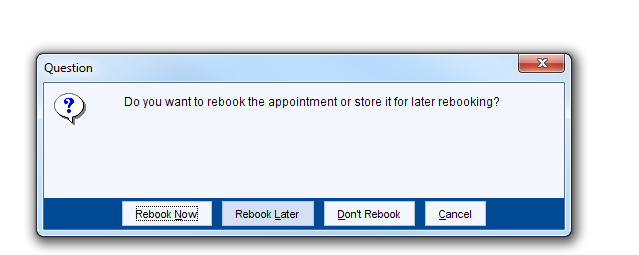 Question
Do you want to rebook the appointment or store it for later rebooking?
Rebook Now Rebook Later Don't Rebook Cancel